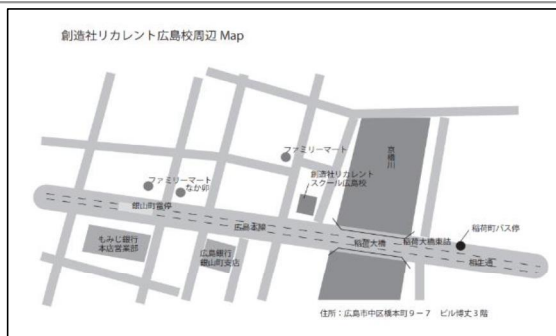 創造社リカレント広島校周辺 Map
ファミリーマート
京橋川
ファミリーマート
なか卯
創造社リカレント
スクール広島校
銀山町電停
広島本線
稲荷町バス停
稲荷大橋
稲荷大橋東詰
もみじ銀行
本店営業部
広島銀行
銀山町支店
相生通
住所：広島市中区橋本町9－7 ビル博丈3階